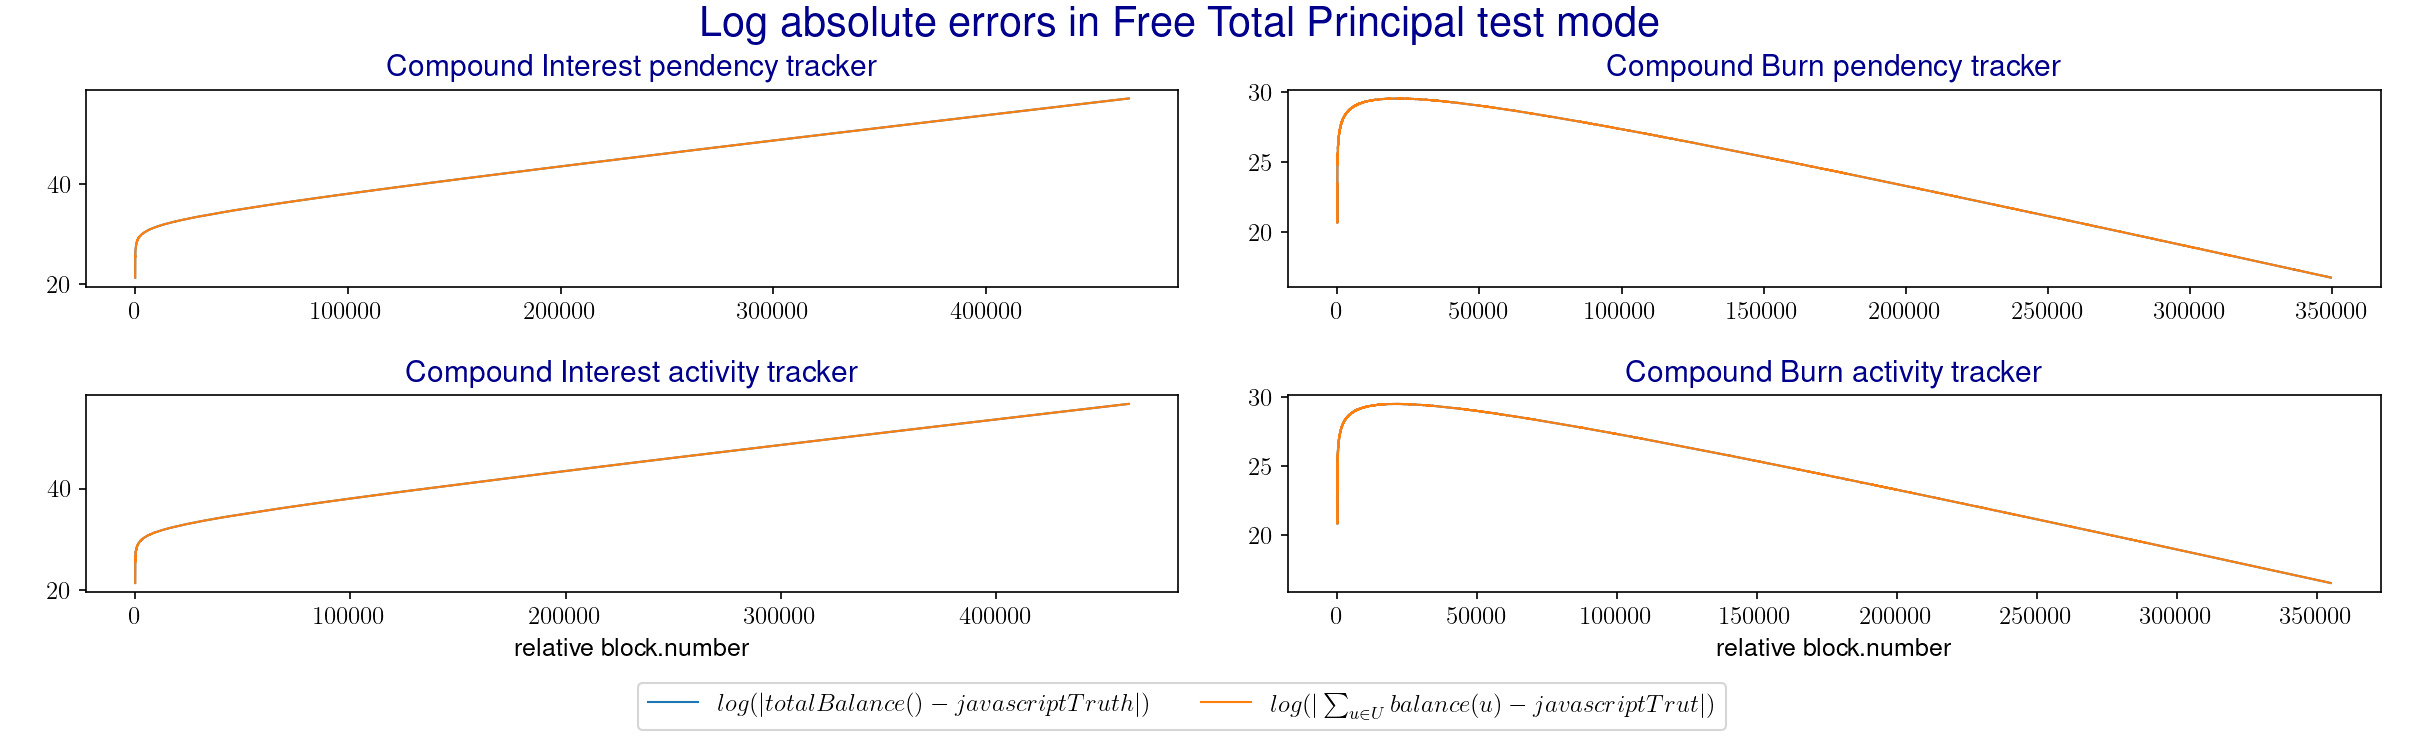 Log absolute errors in Free Total Principal test mode
Compound Interest pendency tracker
40
20
0 100000 200000 300000 400000
Compound Burn pendency tracker
30
25
20
0 50000 100000 150000 200000 250000 300000 350000
Compound Interest activity tracker
40
20
0 100000 200000 300000 400000
relative block.number
Compound Burn activity tracker
30
25
20
0 50000 100000 150000 200000 250000 300000 350000
relative block.number
log(|totalBalance() − javascriptTruth|)
log(| ∑_{u∈U} balance(u) − javascriptTrut|)